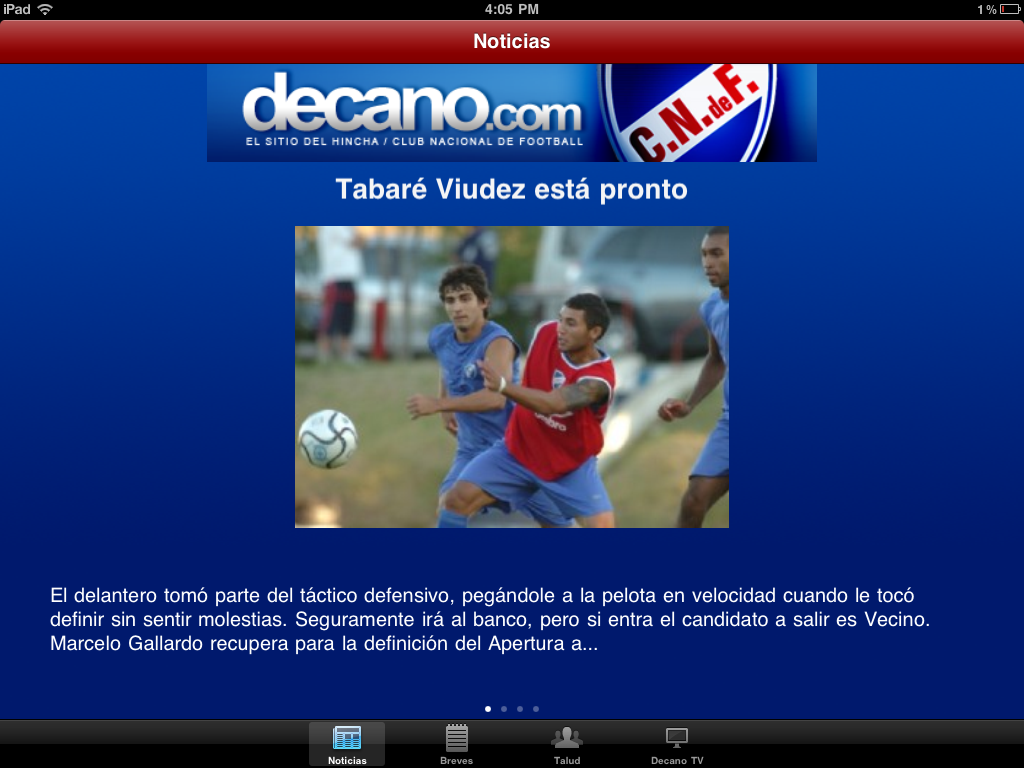 iPad 4:05 PM 1%
Noticias
decano.com
EL SITIO DEL HINCHA / CLUB NACIONAL DE FOOTBALL
C.N.deF.
Tabaré Viudez está pronto
umbro
El delantero tomó parte del táctico defensivo, pegándole a la pelota en velocidad cuando le tocó
definir sin sentir molestias. Seguramente irá al banco, pero si entra el candidato a salir es Vecino.
Marcelo Gallardo recupera para la definición del Apertura a...
Noticias Breves Talud Decano TV